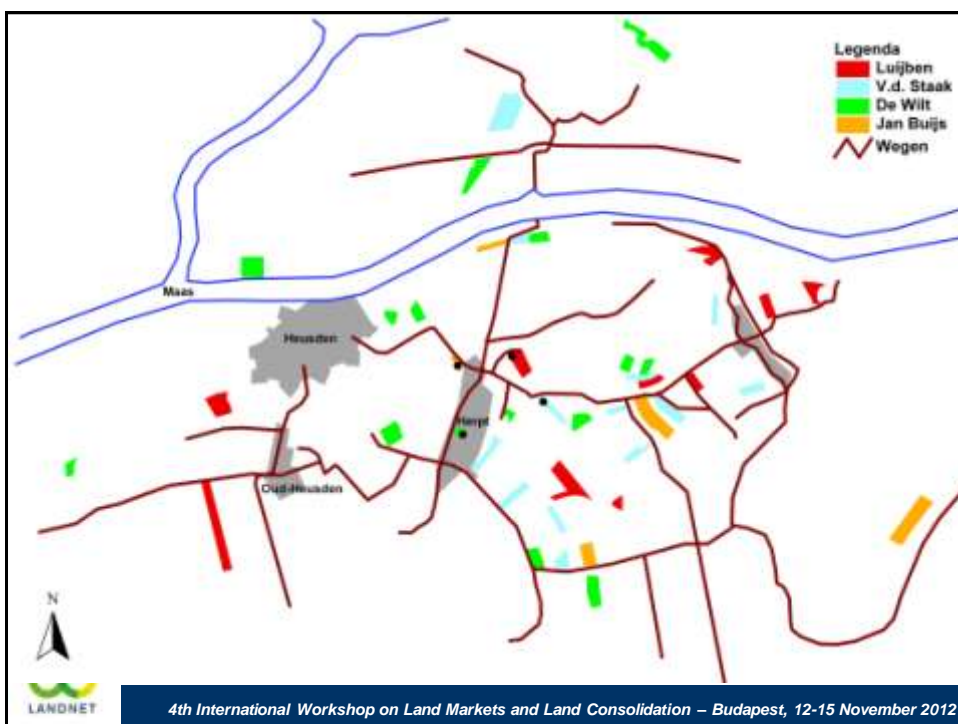 Legenda
Luijben
V.d. Staak
De Wilt
Jan Buijs
Wegen
Maas
Heusden
Herpt
Oud-Heusden
N
LANDNET
4th International Workshop on Land Markets and Land Consolidation – Budapest, 12-15 November 2012